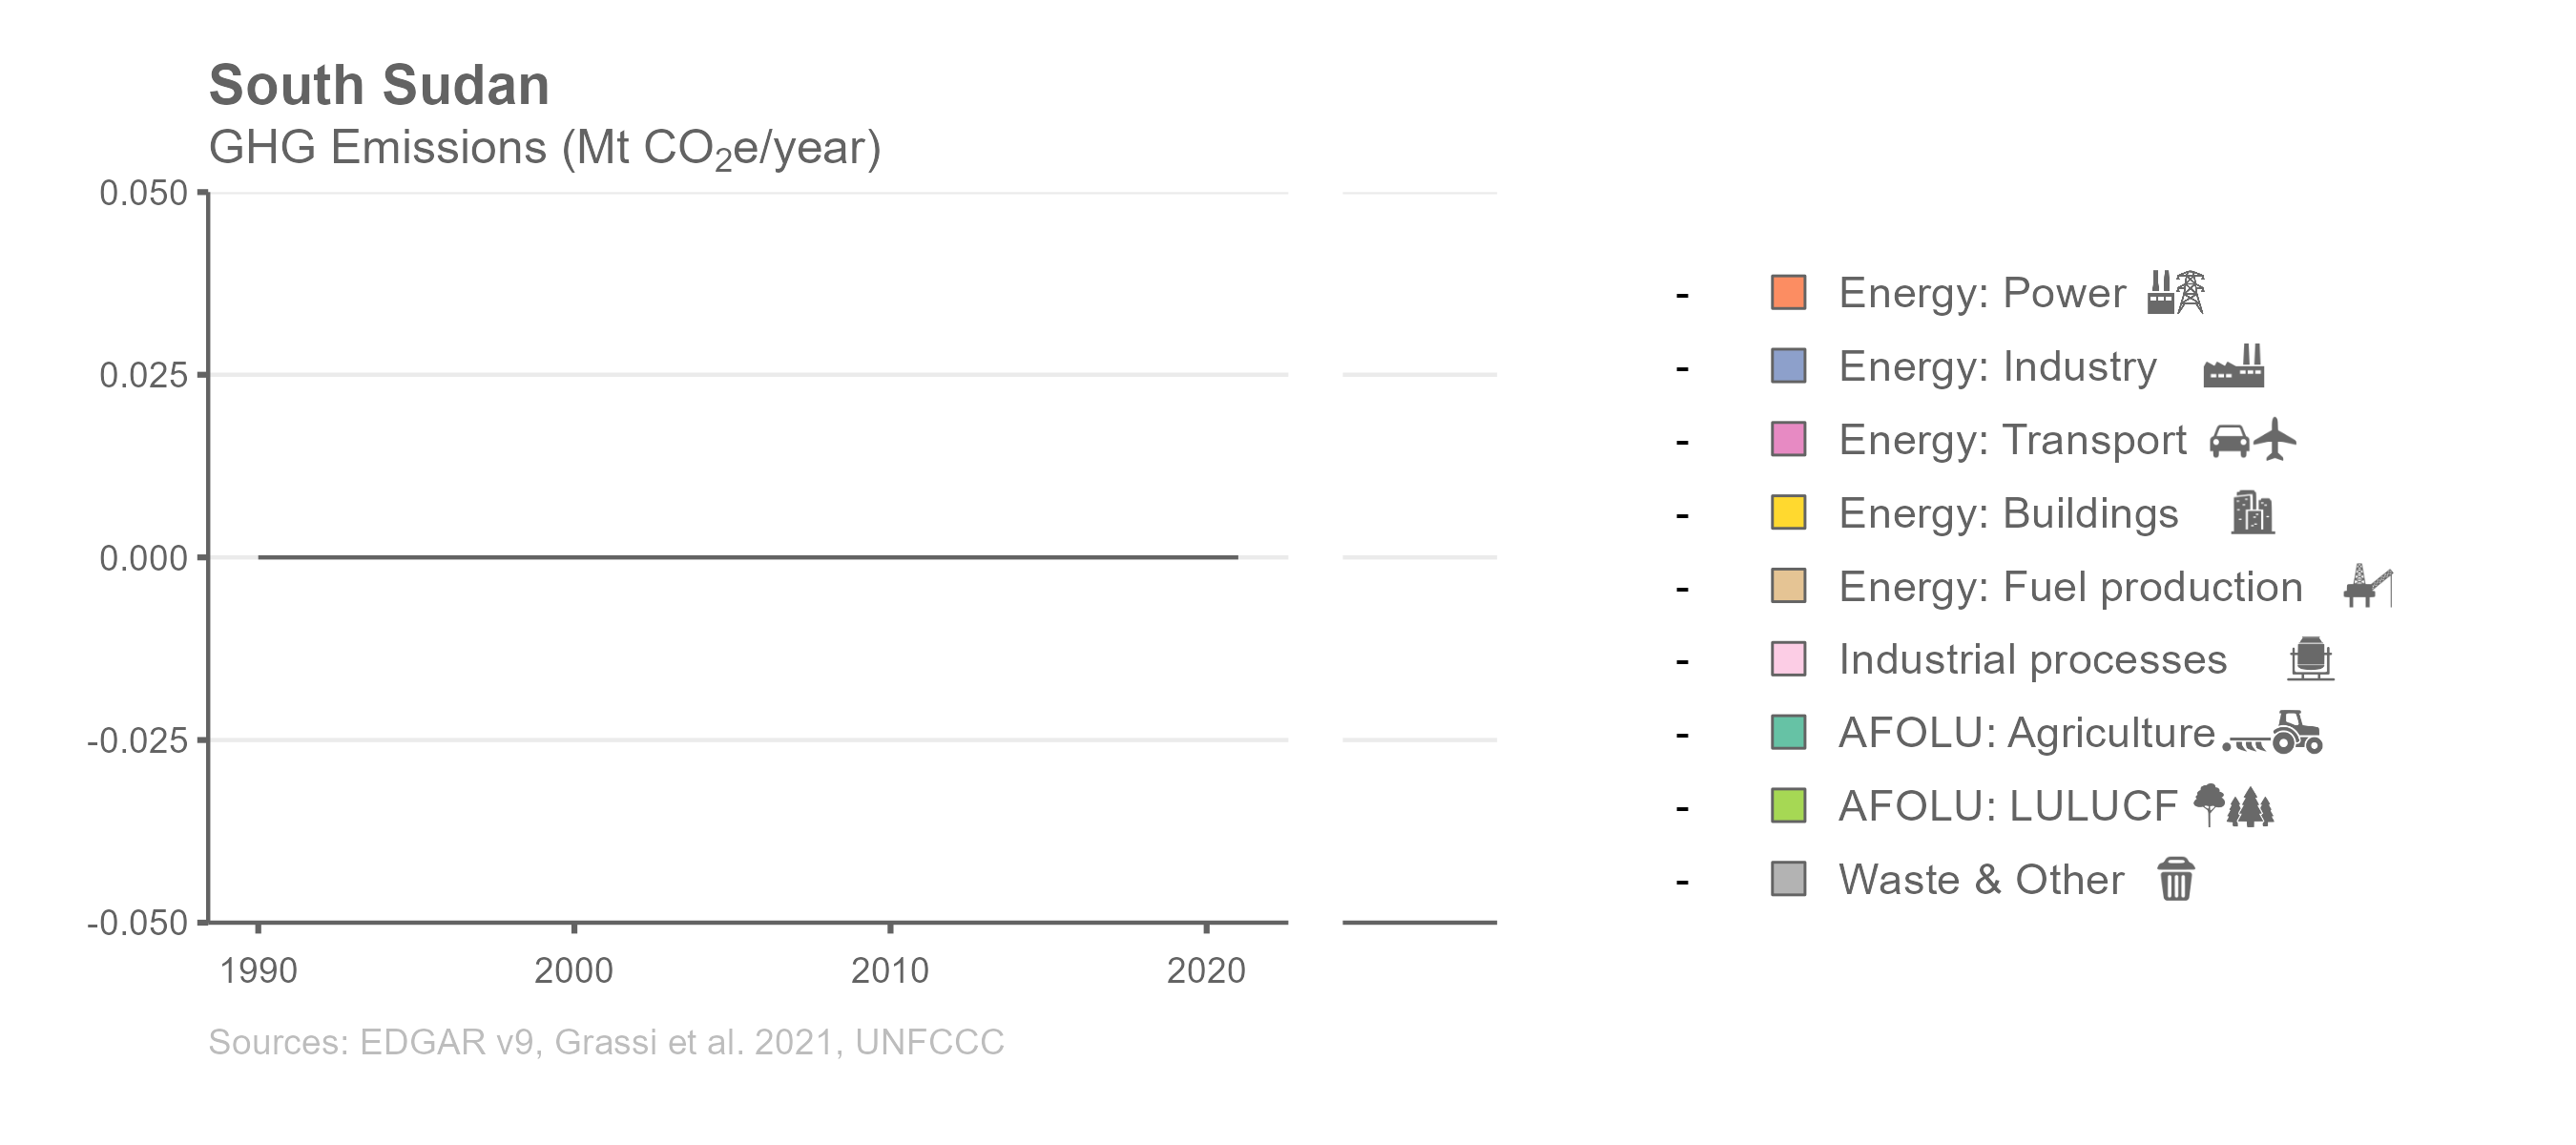 South Sudan
GHG Emissions (Mt CO₂e/year)
0.050
0.025
0.000
-0.025
-0.050
1990 2000 2010 2020
- Energy: Power
- Energy: Industry
- Energy: Transport
- Energy: Buildings
- Energy: Fuel production
- Industrial processes
- AFOLU: Agriculture
- AFOLU: LULUCF
- Waste & Other
Sources: EDGAR v9, Grassi et al. 2021, UNFCCC